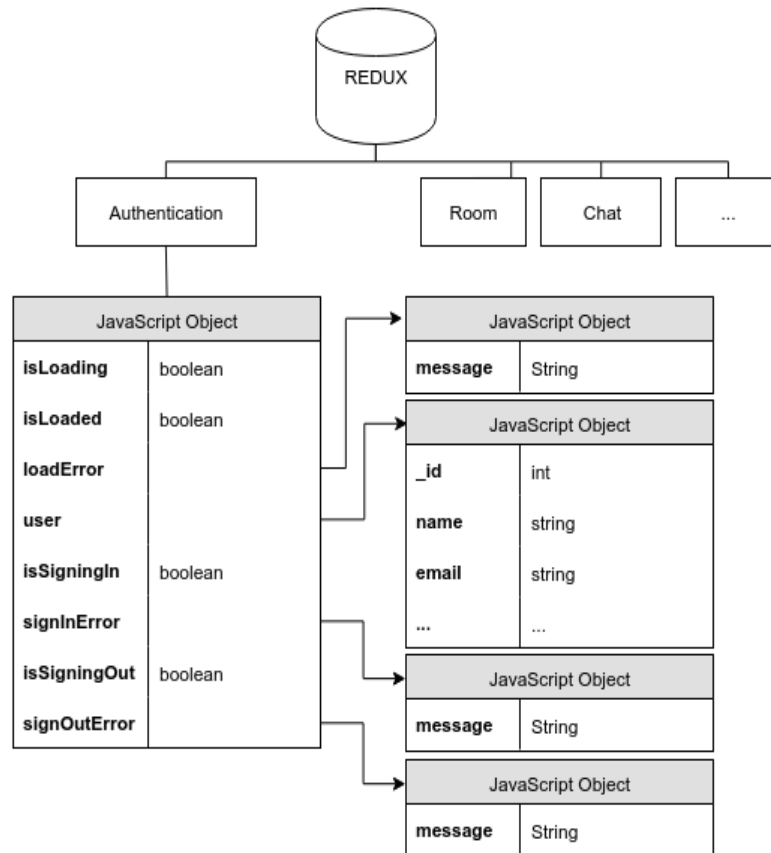 REDUX
Authentication
Room
Chat
...
JavaScript Object
isLoading boolean
isLoaded boolean
loadError
user
isSigningIn boolean
signInError
isSigningOut boolean
signOutError
JavaScript Object
message String
JavaScript Object
_id int
name string
email string
... ...
JavaScript Object
message String
JavaScript Object
message String